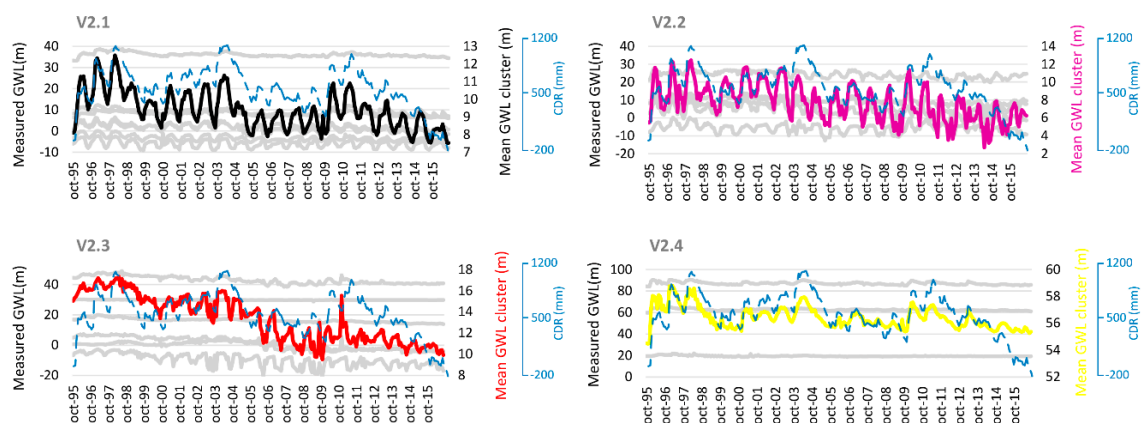 V2.1
Measured GWL(m)
40
30
20
10
0
-10
13
12
11
10
9
8
7
Mean GWL cluster (m)
1200
500
-200
CDR (mm)
oct-95
oct-96
oct-97
oct-98
oct-99
oct-00
oct-01
oct-02
oct-03
oct-04
oct-05
oct-06
oct-07
oct-08
oct-09
oct-10
oct-11
oct-12
oct-13
oct-14
oct-15
V2.2
Measured GWL(m)
40
30
20
10
0
-10
-20
14
12
10
8
6
4
2
Mean GWL cluster (m)
1200
500
-200
CDR (mm)
oct-95
oct-96
oct-97
oct-98
oct-99
oct-00
oct-01
oct-02
oct-03
oct-04
oct-05
oct-06
oct-07
oct-08
oct-09
oct-10
oct-11
oct-12
oct-13
oct-14
oct-15
V2.3
Measured GWL(m)
40
20
0
-20
18
16
14
12
10
8
Mean GWL cluster (m)
1200
500
-200
CDR (mm)
oct-95
oct-96
oct-97
oct-98
oct-99
oct-00
oct-01
oct-02
oct-03
oct-04
oct-05
oct-06
oct-07
oct-08
oct-09
oct-10
oct-11
oct-12
oct-13
oct-14
oct-15
V2.4
Measured GWL(m)
100
80
60
40
20
0
60
58
56
54
52
Mean GWL cluster (m)
1200
500
-200
CDR (mm)
oct-95
oct-96
oct-97
oct-98
oct-99
oct-00
oct-01
oct-02
oct-03
oct-04
oct-05
oct-06
oct-07
oct-08
oct-09
oct-10
oct-11
oct-12
oct-13
oct-14
oct-15